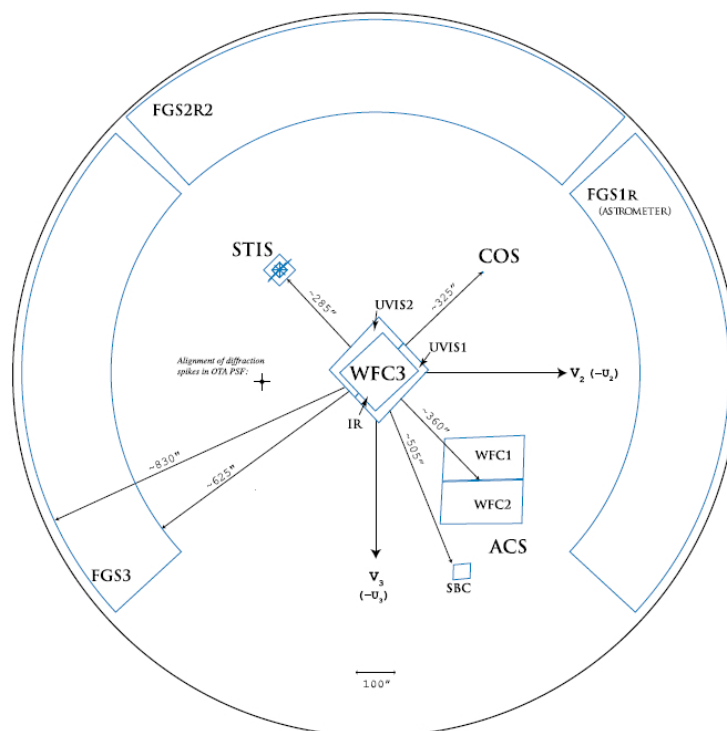 FGS2R2
FGS1R
(ASTROMETER)
STIS
COS
~285"
~325"
UVIS2
UVIS1
Alignment of diffraction
spikes in OTA PSF:
WFC3
V2 (-U2)
IR
~360"
~505"
~830"
~625"
WFC1
WFC2
ACS
FGS3
V3
(-U3)
SBC
100"